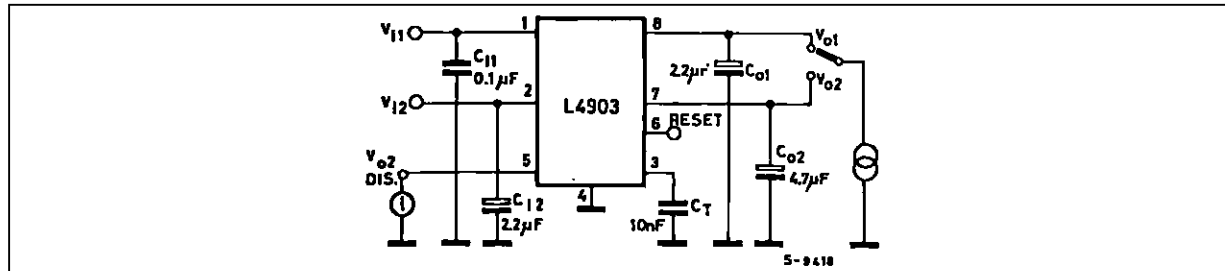 Vi1
1
8
Vo1
Ci1
0.1µF
2.2µF
Co1
Vo2
Vi2
2
L4903
7
6
RESET
Vo2
DIS.
5
3
Co2
4.7µF
4
Ci2
2.2µF
CT
10nF
S-9418